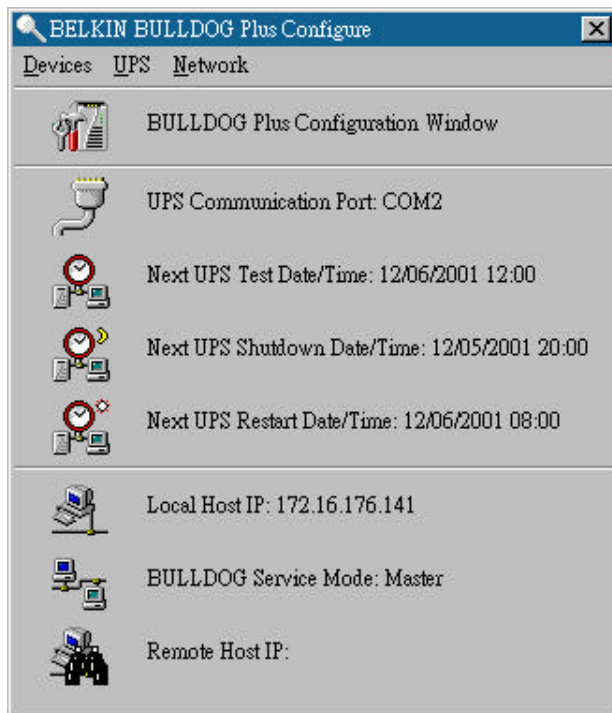 BELKIN BULLDOG Plus Configure
Devices UPS Network
BULLDOG Plus Configuration Window
UPS Communication Port: COM2
Next UPS Test Date/Time: 12/06/2001 12:00
Next UPS Shutdown Date/Time: 12/05/2001 20:00
Next UPS Restart Date/Time: 12/06/2001 08:00
Local Host IP: 172.16.176.141
BULLDOG Service Mode: Master
Remote Host IP: